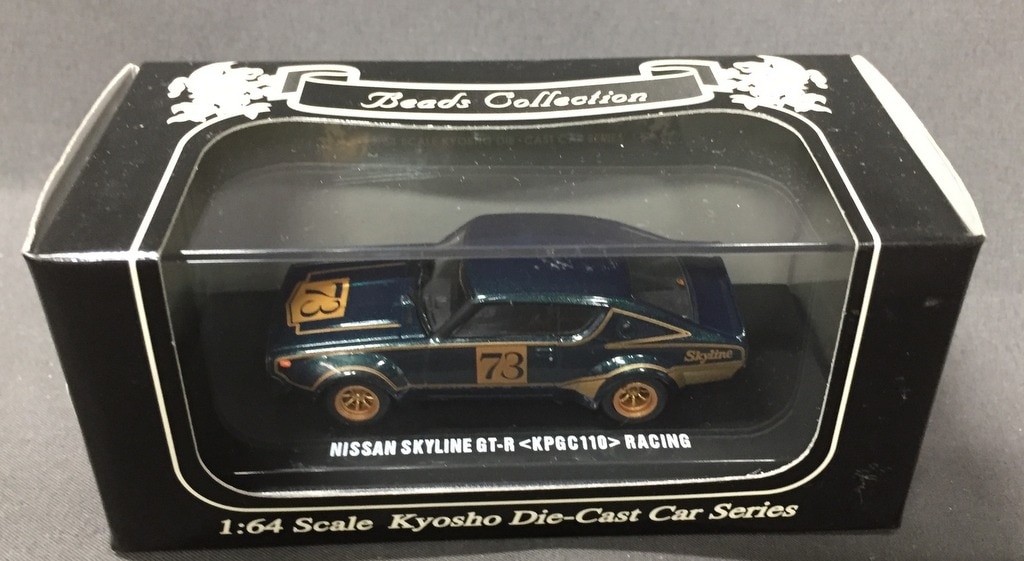 Beads Collection
73
73
Skyline
NISSAN SKYLINE GT-R <KPGC110> RACING
1:64 Scale Kyosho Die-Cast Car Series